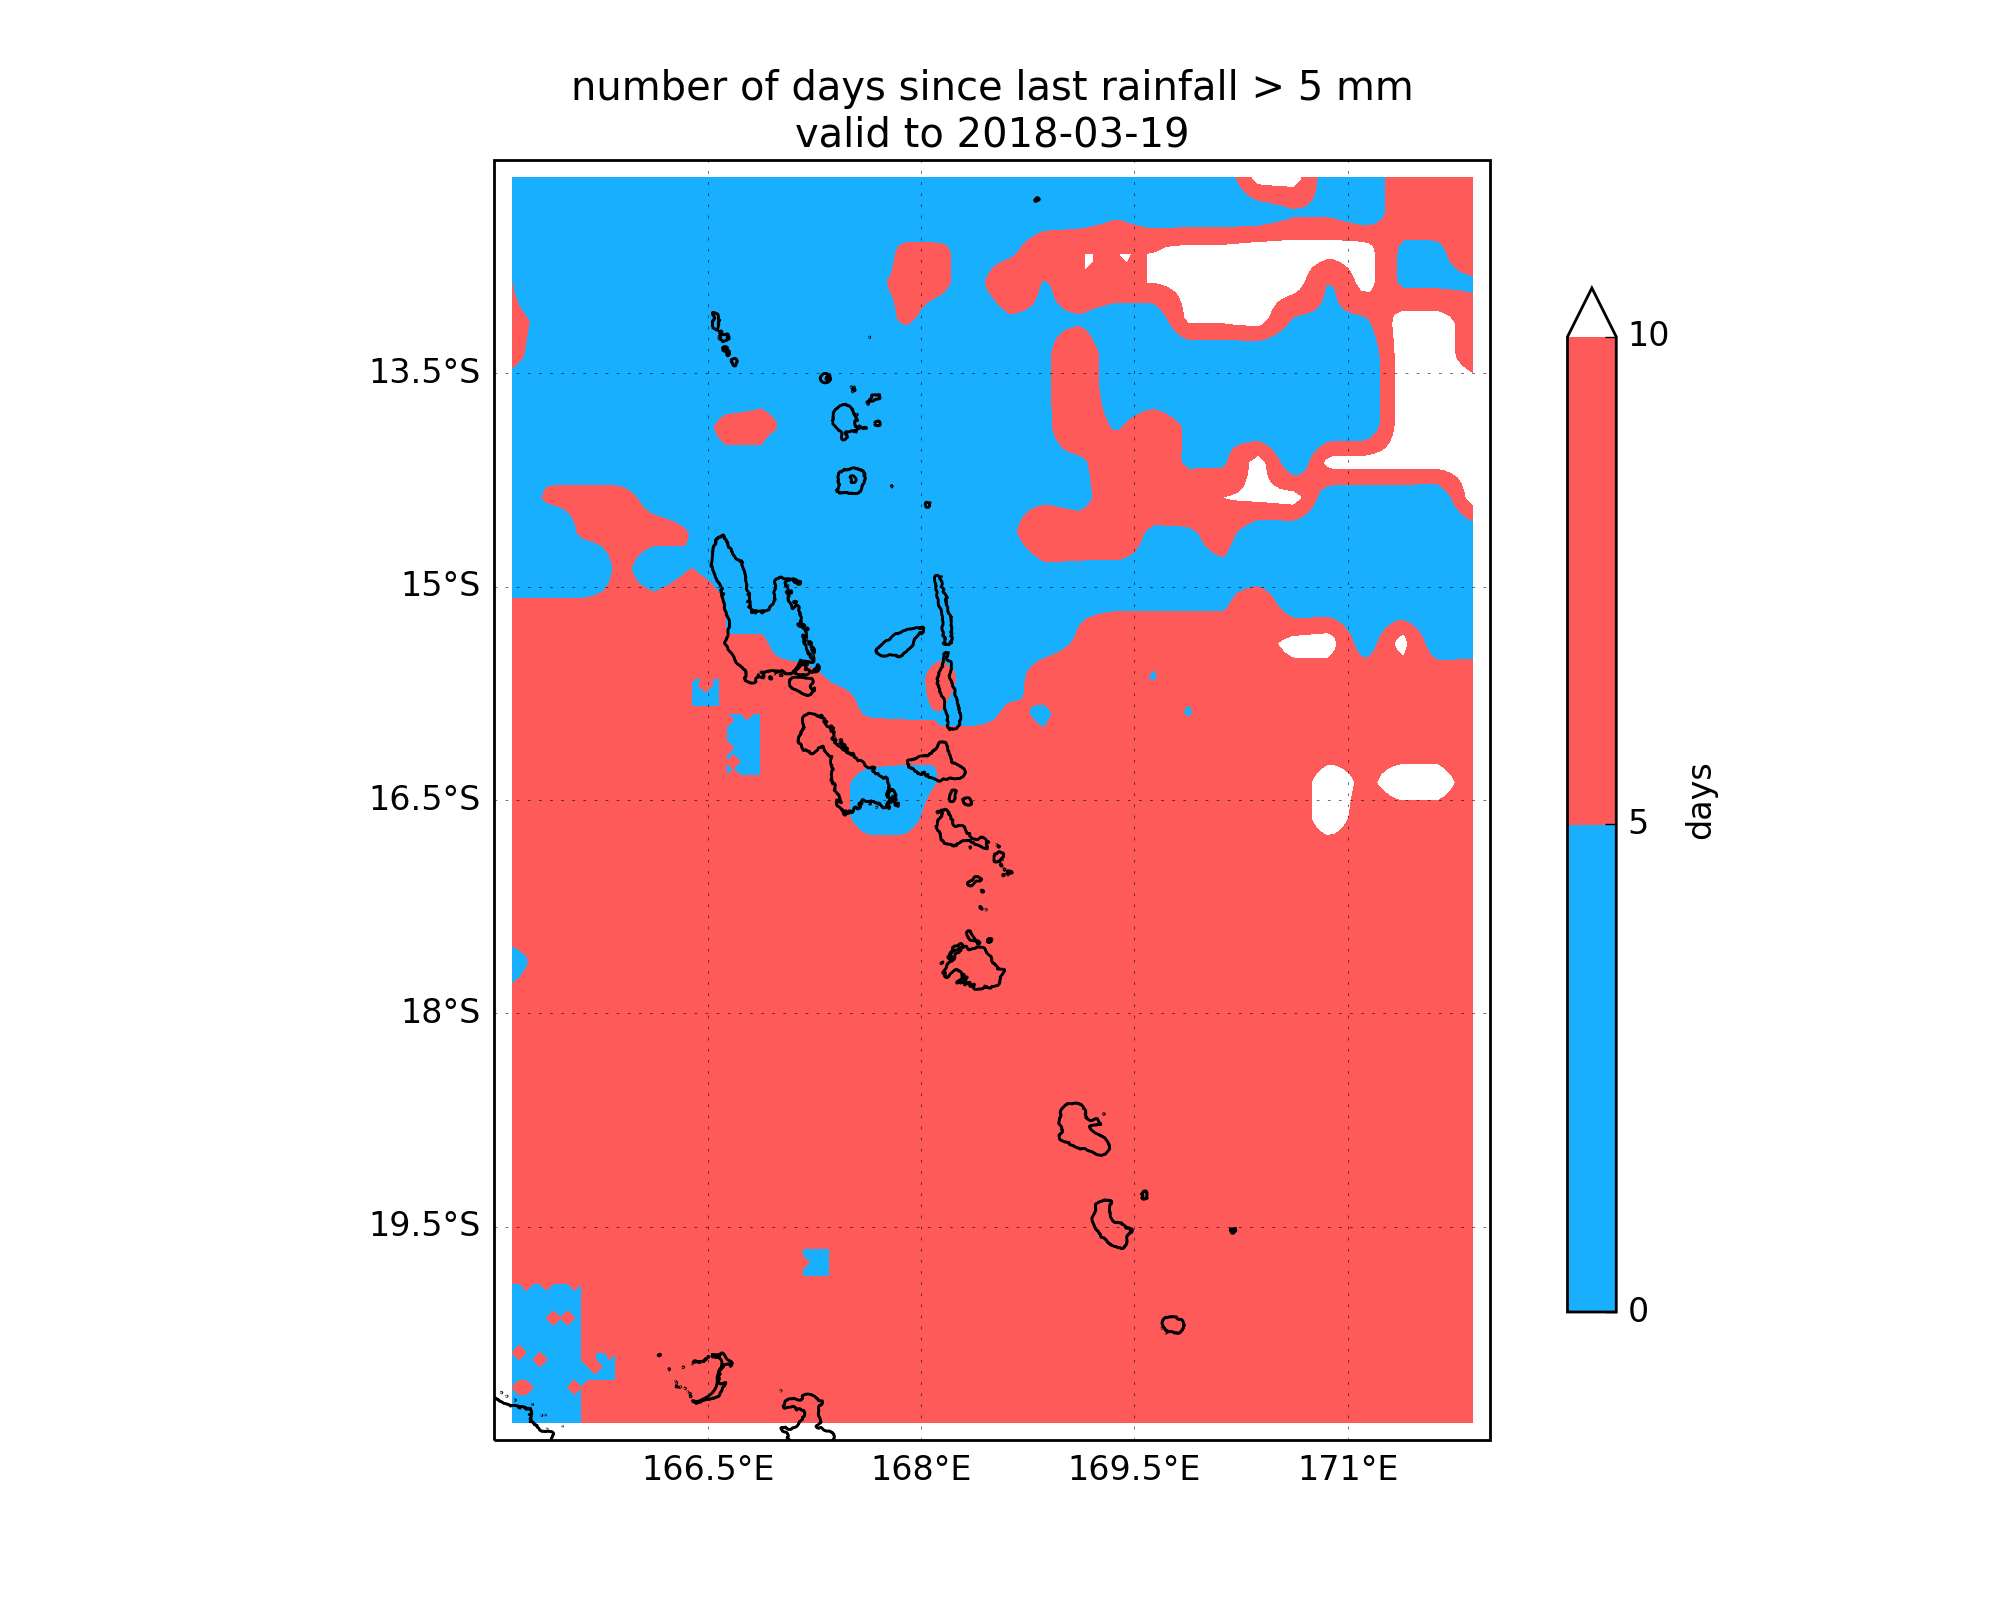 number of days since last rainfall > 5 mm
valid to 2018-03-19
10
13.5°S
15°S
16.5°S
5
days
18°S
19.5°S
0
166.5°E 168°E 169.5°E 171°E